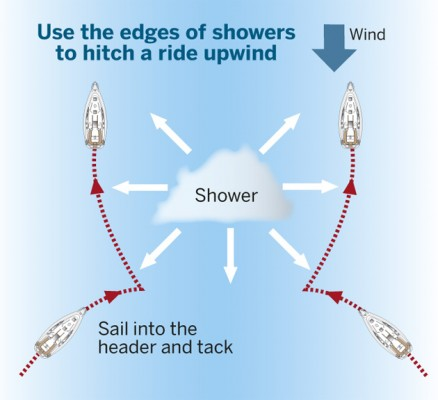 Use the edges of showers
to hitch a ride upwind
Wind
Shower
Sail into the
header and tack